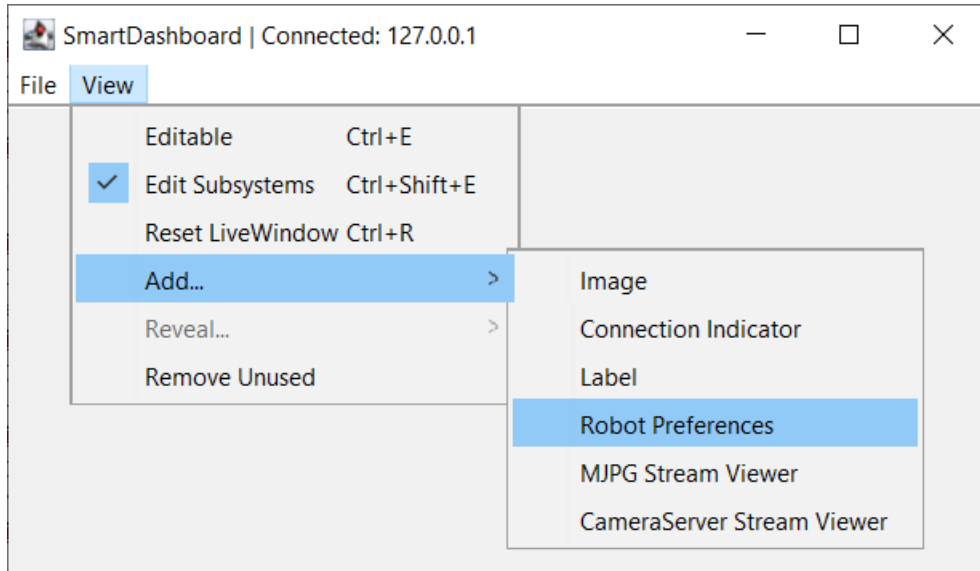 SmartDashboard | Connected: 127.0.0.1
File View
Editable Ctrl+E
Edit Subsystems Ctrl+Shift+E
Reset LiveWindow Ctrl+R
Add... >
Reveal... >
Remove Unused
Image
Connection Indicator
Label
Robot Preferences
MJPG Stream Viewer
CameraServer Stream Viewer